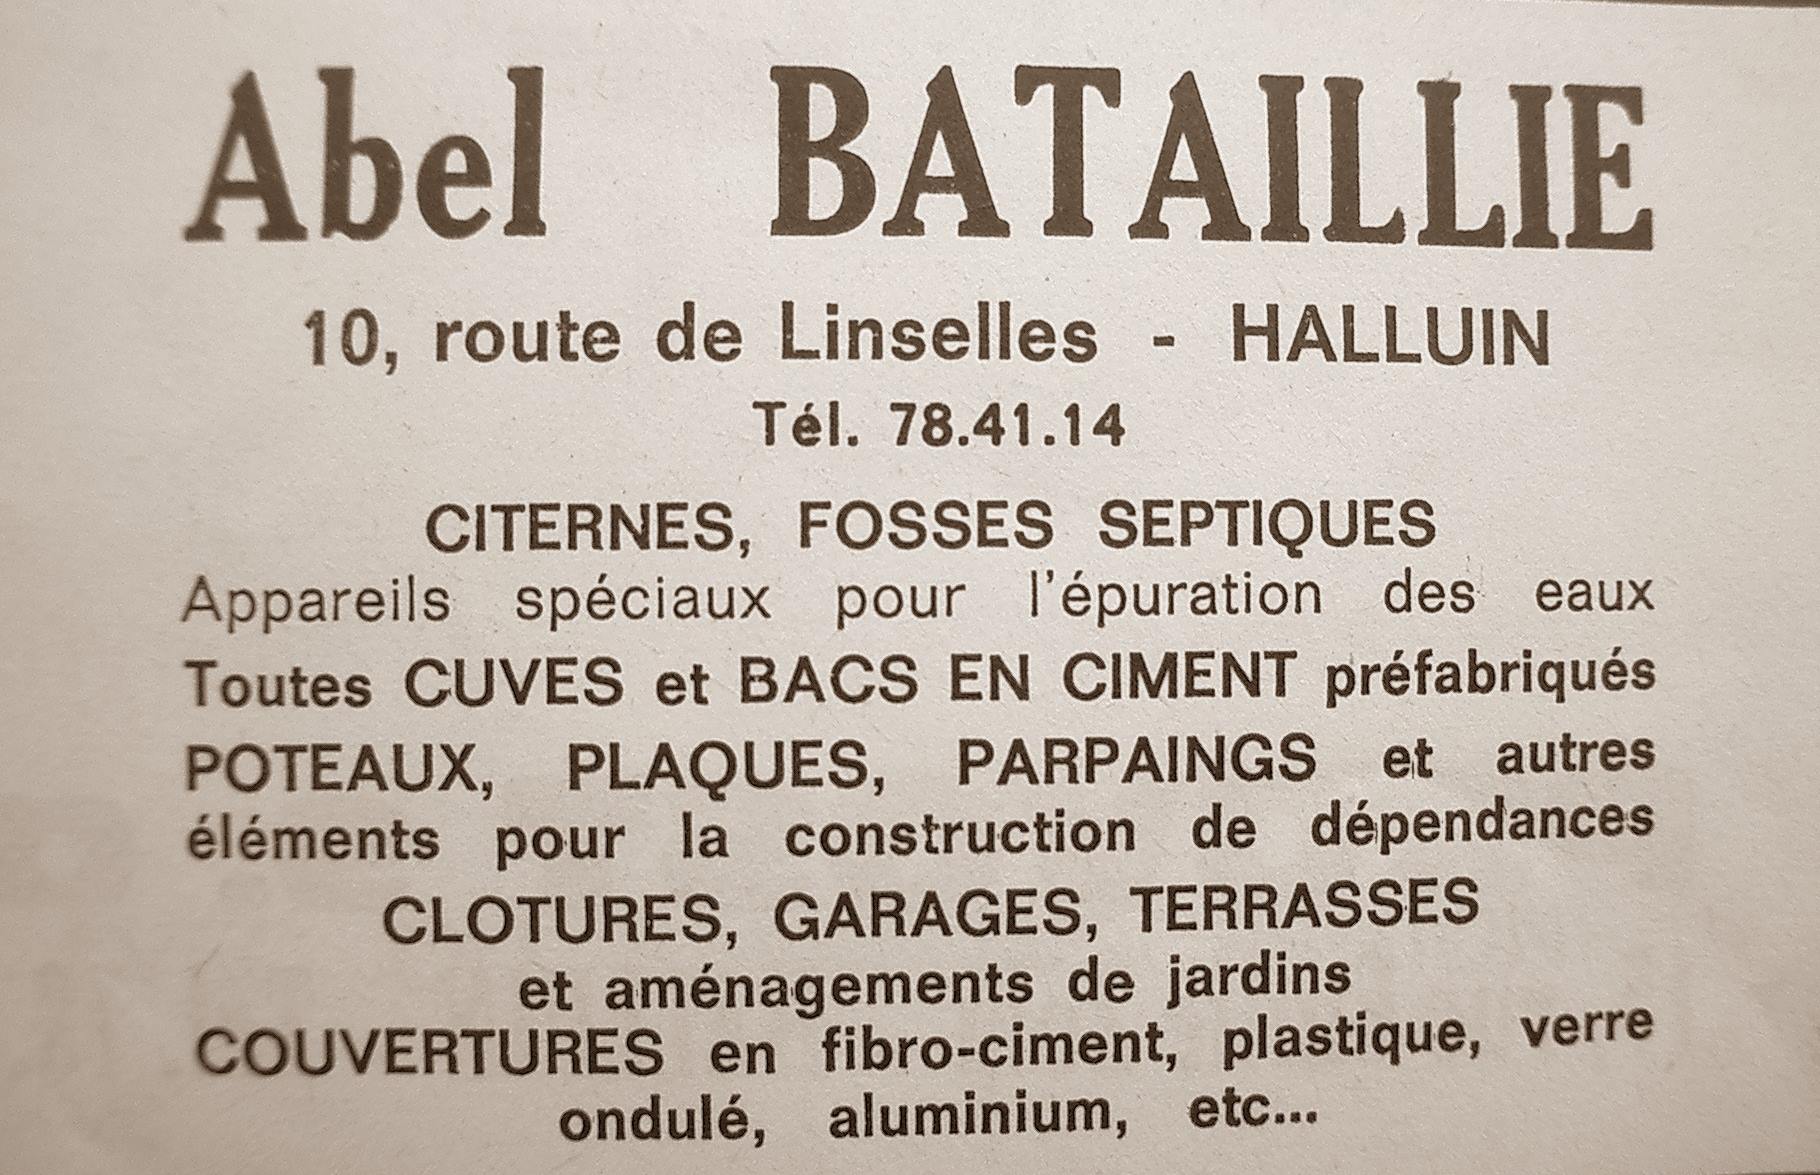 Abel BATAILLIE
10, route de Linselles - HALLUIN
Tél. 78.41.14
CITERNES, FOSSES SEPTIQUES
Appareils spéciaux pour l'épuration des eaux
Toutes CUVES et BACS EN CIMENT préfabriqués
POTEAUX, PLAQUES, PARPAINGS et autres
éléments pour la construction de dépendances
CLOTURES, GARAGES, TERRASSES
et aménagements de jardins
COUVERTURES en fibro-ciment, plastique, verre
ondulé, aluminium, etc...